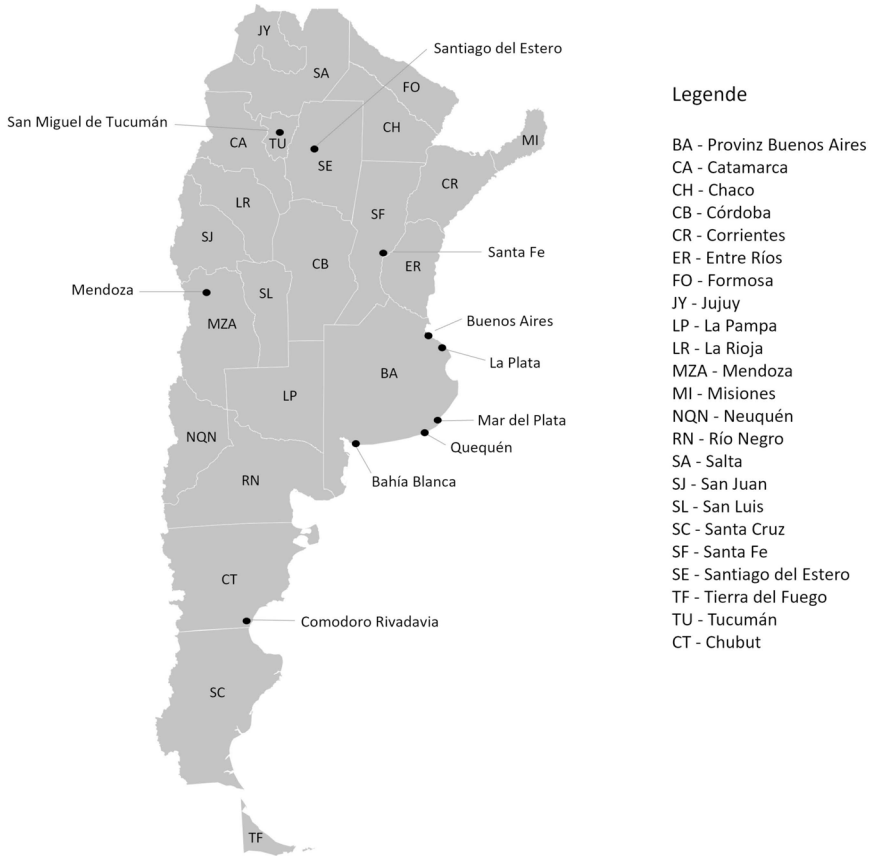 JY
Santiago del Estero
SA
FO
San Miguel de Tucumán
CH
MI
CA
TU
SE
CR
LR
SF
SJ
Santa Fe
CB
ER
Mendoza
SL
MZA
Buenos Aires
La Plata
BA
LP
Mar del Plata
NQN
Quequén
RN
Bahía Blanca
CT
Comodoro Rivadavia
SC
TF
Legende
BA - Provinz Buenos Aires
CA - Catamarca
CH - Chaco
CB - Córdoba
CR - Corrientes
ER - Entre Ríos
FO - Formosa
JY - Jujuy
LP - La Pampa
LR - La Rioja
MZA - Mendoza
MI - Misiones
NQN - Neuquén
RN - Río Negro
SA - Salta
SJ - San Juan
SL - San Luis
SC - Santa Cruz
SF - Santa Fe
SE - Santiago del Estero
TF - Tierra del Fuego
TU - Tucumán
CT - Chubut